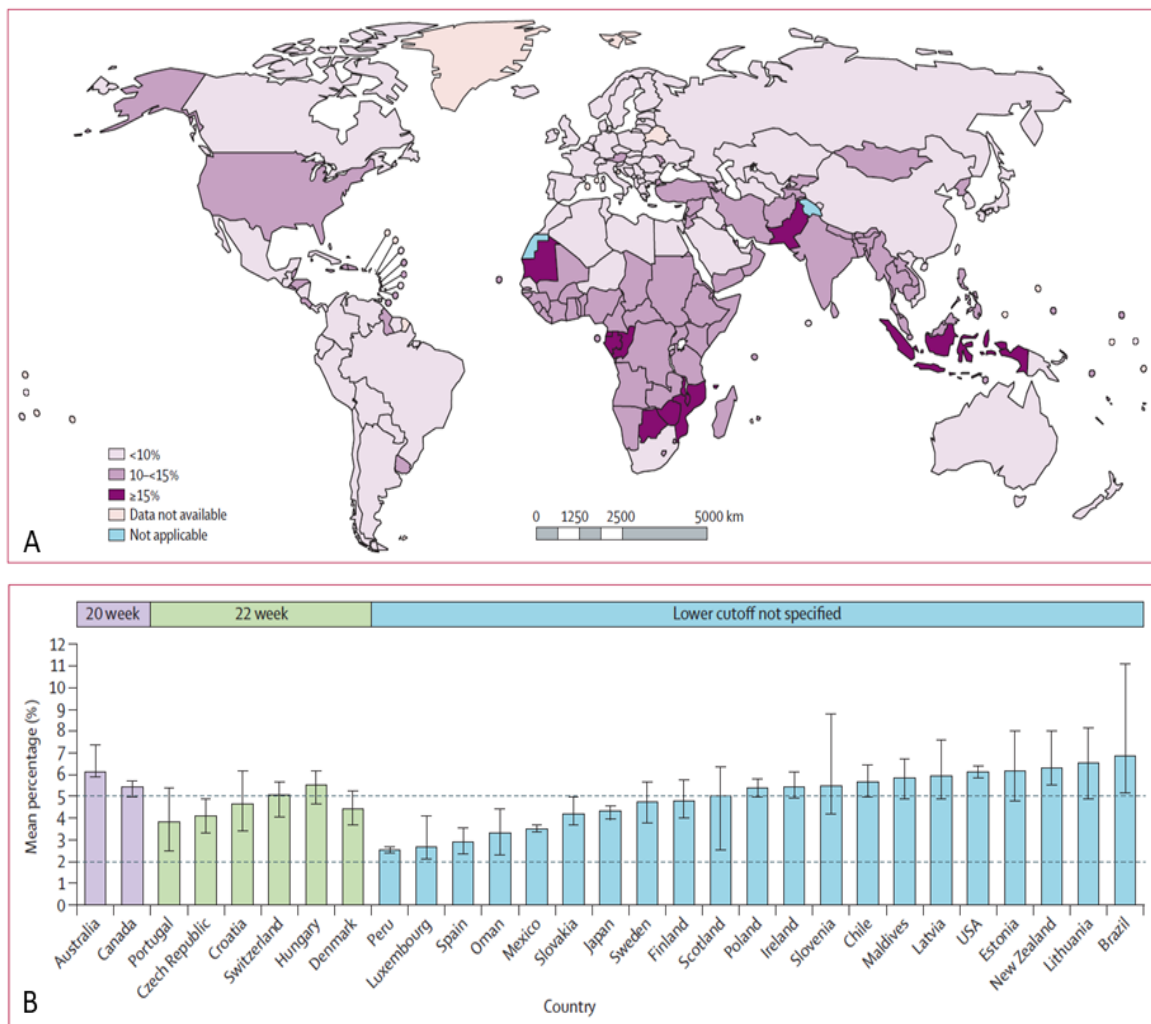 <10%
10–<15%
≥15%
Data not available
Not applicable
0 1250 2500 5000 km
A
20 week 22 week Lower cutoff not specified
12
11
10
9
8
7
6
5
4
3
2
1
0
Mean percentage (%)
Australia
Canada
Portugal
Czech Republic
Croatia
Switzerland
Hungary
Denmark
Peru
Luxembourg
Spain
Oman
Mexico
Slovakia
Japan
Sweden
Finland
Scotland
Poland
Ireland
Slovenia
Chile
Maldives
Latvia
USA
Estonia
New Zealand
Lithuania
Brazil
Country
B